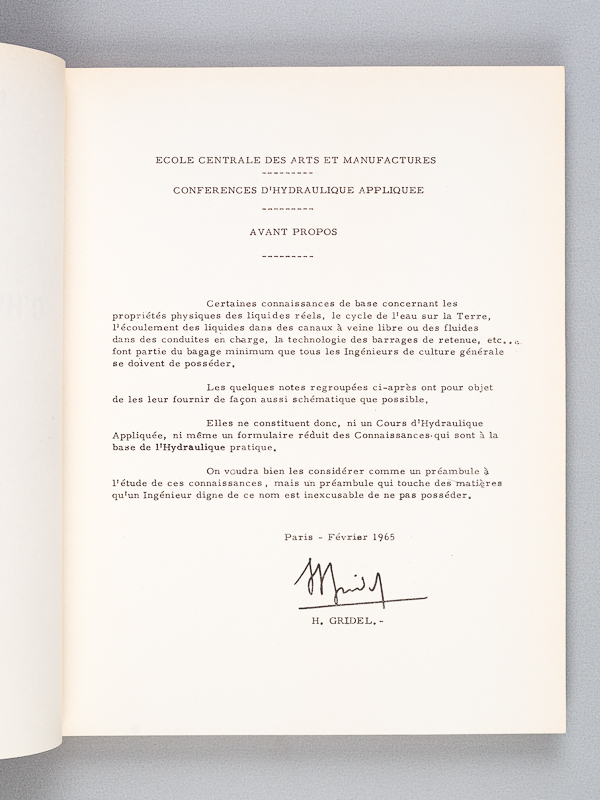 ECOLE CENTRALE DES ARTS ET MANUFACTURES
---------
CONFERENCES D'HYDRAULIQUE APPLIQUEE
---------
AVANT PROPOS
---------
Certaines connaissances de base concernant les
propriétés physiques des liquides réels, le cycle de l'eau sur la Terre,
l'écoulement des liquides dans des canaux à veine libre ou des fluides
dans des conduites en charge, la technologie des barrages de retenue, etc...
font partie du bagage minimum que tous les Ingénieurs de culture générale
se doivent de posséder.
Les quelques notes regroupées ci-après ont pour objet
de les leur fournir de façon aussi schématique que possible.
Elles ne constituent donc, ni un Cours d'Hydraulique
Appliquée, ni même un formulaire réduit des Connaissances qui sont à la
base de l'Hydraulique pratique.
On voudra bien les considérer comme un préambule à
l'étude de ces connaissances, mais un préambule qui touche des matières
qu'un Ingénieur digne de ce nom est inexcusable de ne pas posséder.
Paris - Février 1965
HGridel
H. GRIDEL.-